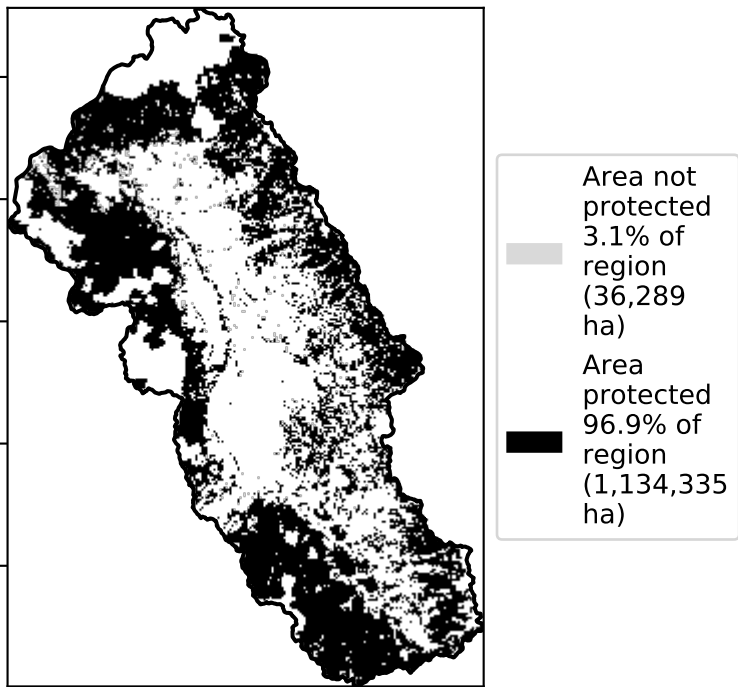 Area not
protected
3.1% of
region
(36,289
ha)
Area
protected
96.9% of
region
(1,134,335
ha)